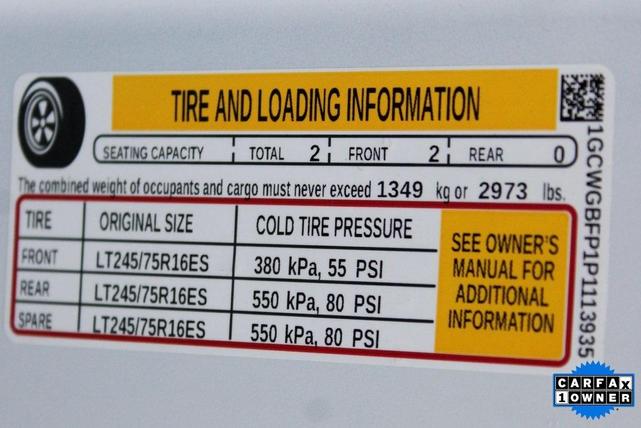 TIRE AND LOADING INFORMATION
SEATING CAPACITY TOTAL 2 FRONT 2 REAR 0
The combined weight of occupants and cargo must never exceed 1349 kg or 2973 lbs.
TIRE ORIGINAL SIZE COLD TIRE PRESSURE
FRONT LT245/75R16ES 380 kPa, 55 PSI
REAR LT245/75R16ES 550 kPa, 80 PSI
SPARE LT245/75R16ES 550 kPa, 80 PSI
SEE OWNER'S
MANUAL FOR
ADDITIONAL
INFORMATION
1GCWGBFP1P1113935
CARFAX
1 OWNER